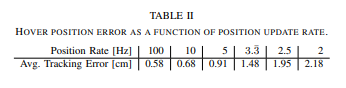 TABLE II
HOVER POSITION ERROR AS A FUNCTION OF POSITION UPDATE RATE.
Position Rate [Hz] | 100 | 10 | 5 | 3.3̄ | 2.5 | 2
Avg. Tracking Error [cm] | 0.58 | 0.68 | 0.91 | 1.48 | 1.95 | 2.18